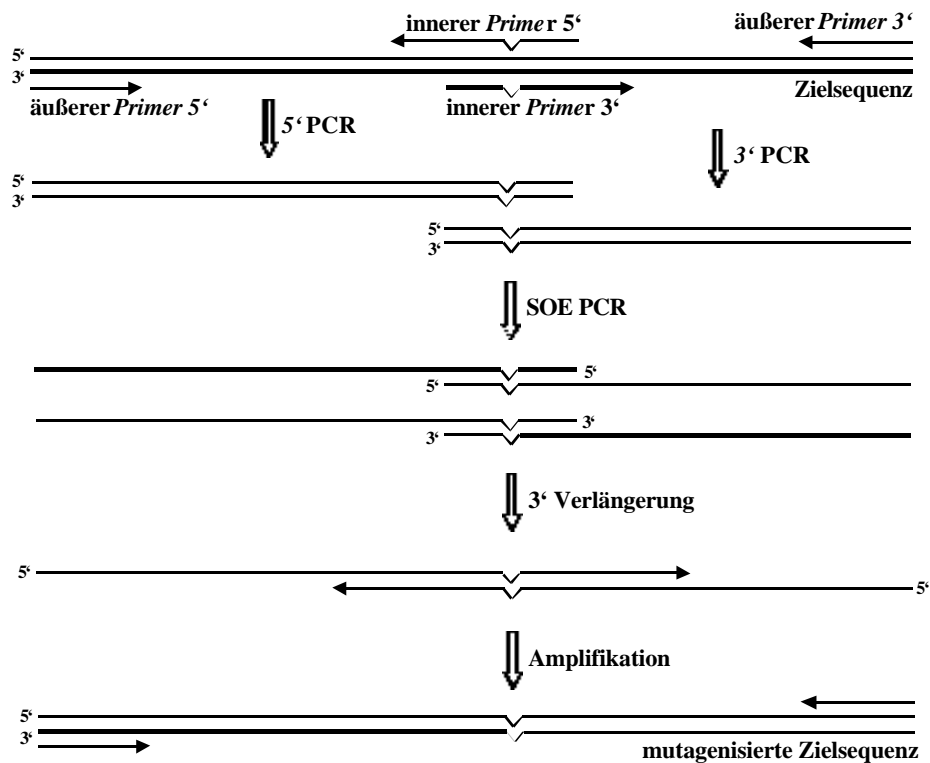 innerer Primer 5‘
äußerer Primer 3‘
5‘
3‘
Zielsequenz
äußerer Primer 5‘
innerer Primer 3‘
5‘ PCR
3‘ PCR
5‘
3‘
5‘
3‘
SOE PCR
5‘
5‘
3‘
3‘
3‘ Verlängerung
5‘
5‘
Amplifikation
5‘
3‘
mutagenisierte Zielsequenz